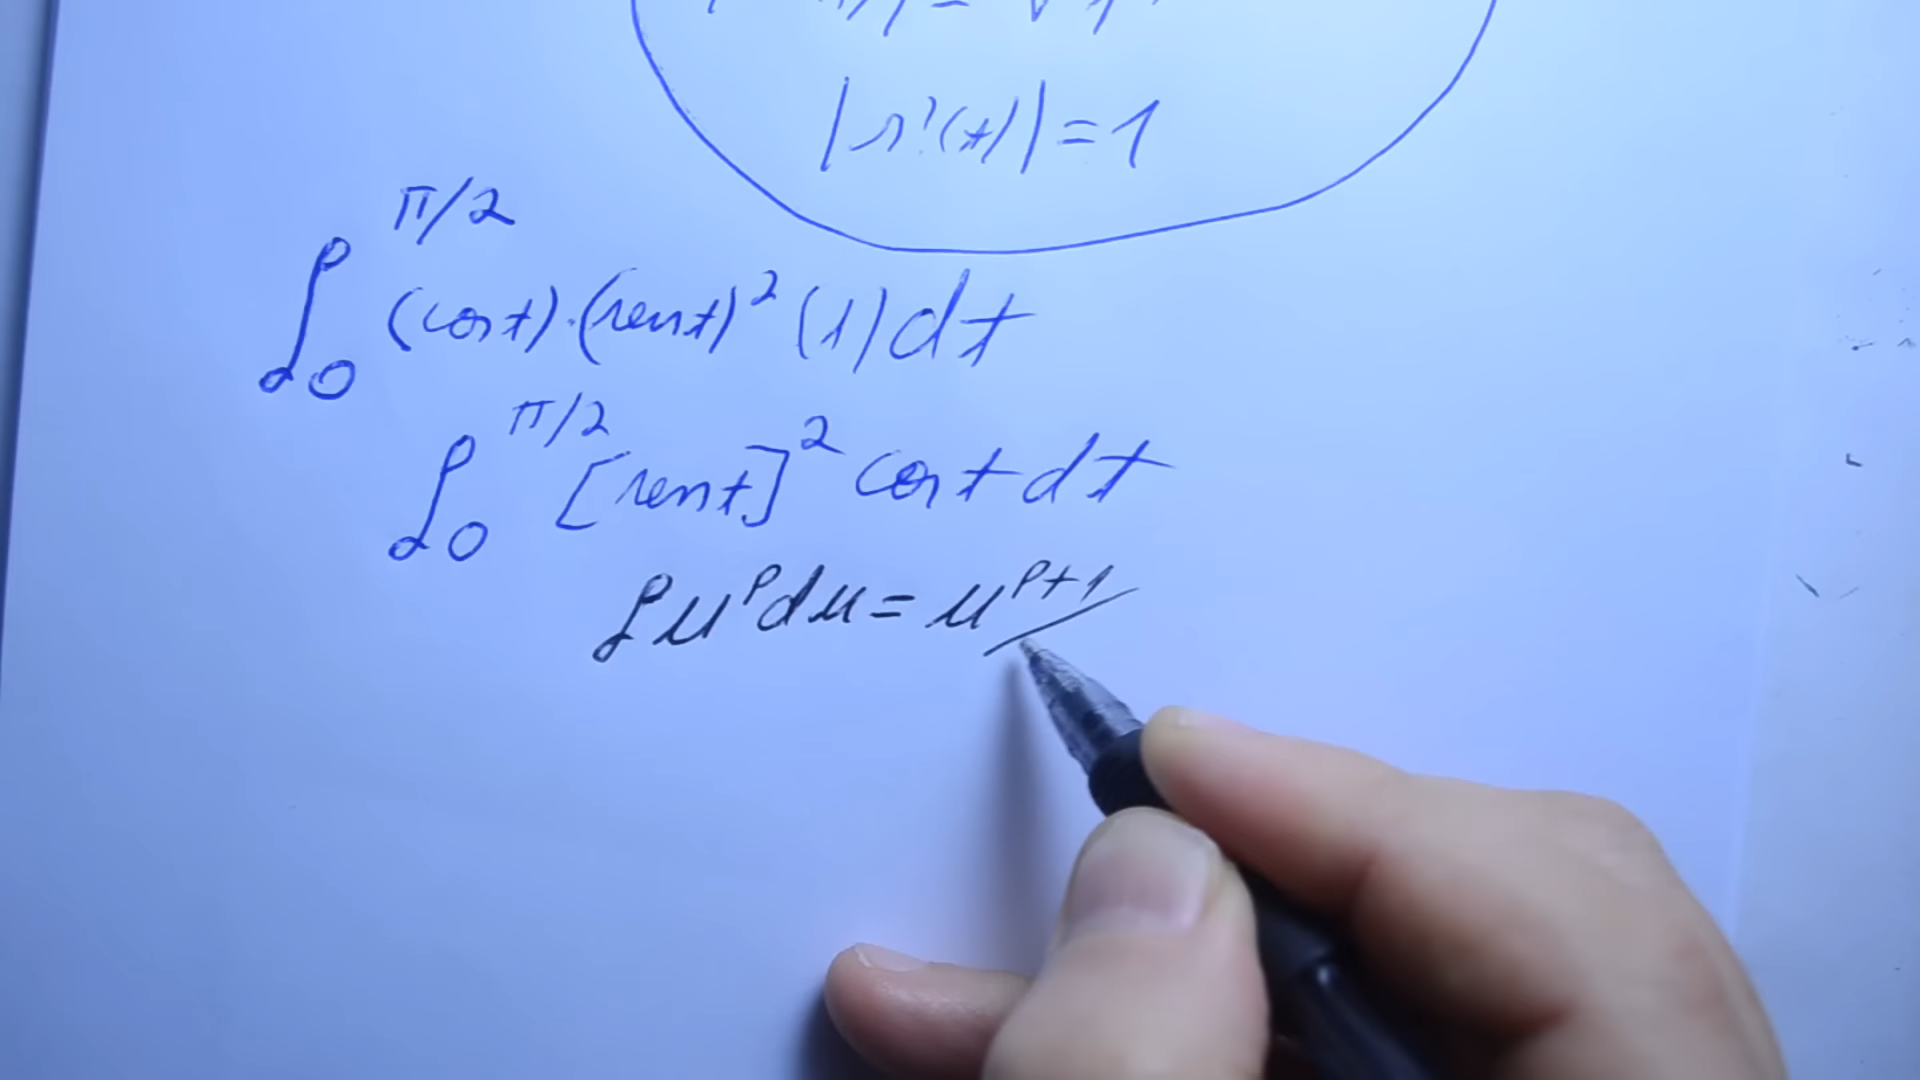 |r'(t)| = 1
∫₀^π/2 (cos t)·(sen t)² (1) dt
∫₀^π/2 [sen t]² cos t dt
∫ u^p du = u^p+1 /